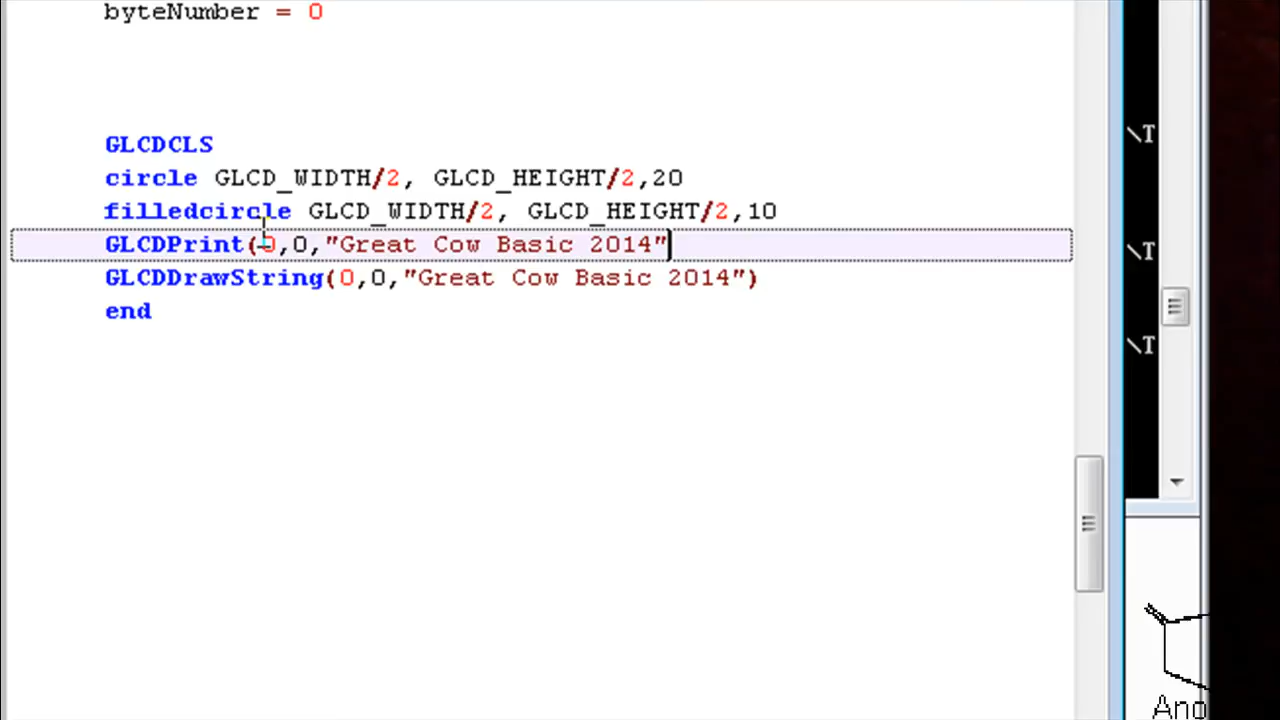 byteNumber = 0
GLCDCLS
circle GLCD_WIDTH/2, GLCD_HEIGHT/2,20
filledcircle GLCD_WIDTH/2, GLCD_HEIGHT/2,10
GLCDPrint(0,0,"Great Cow Basic 2014"
GLCDDrawString(0,0,"Great Cow Basic 2014")
end
\T
\T
\T
Ano